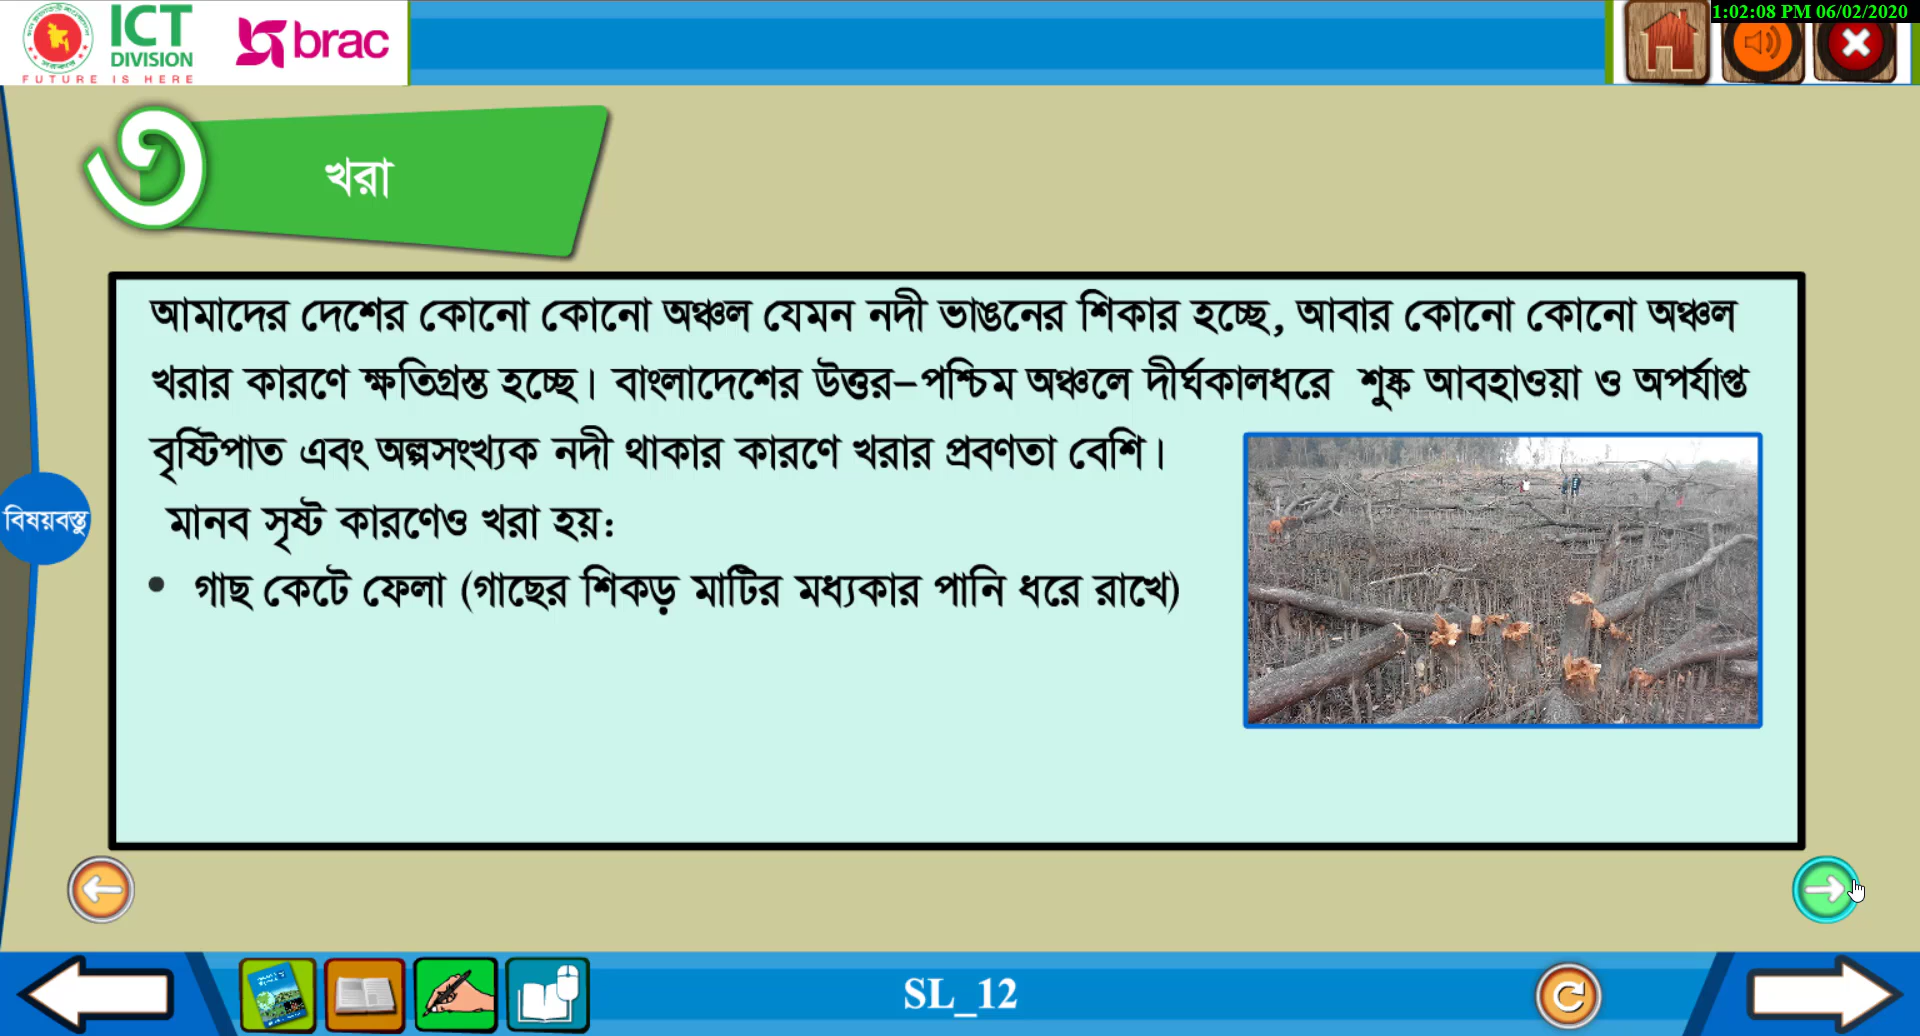 ICT
DIVISION
FUTURE IS HERE
brac
1:02:08 PM 06/02/2020
৩
খরা
আমাদের দেশের কোনো কোনো অঞ্চল যেমন নদী ভাঙনের শিকার হচ্ছে, আবার কোনো কোনো অঞ্চল
খরার কারণে ক্ষতিগ্রস্ত হচ্ছে। বাংলাদেশের উত্তর-পশ্চিম অঞ্চলে দীর্ঘকালধরে শুষ্ক আবহাওয়া ও অপর্যাপ্ত
বৃষ্টিপাত এবং অল্পসংখ্যক নদী থাকার কারণে খরার প্রবণতা বেশি।
মানব সৃষ্ট কারণেও খরা হয়:
• গাছ কেটে ফেলা (গাছের শিকড় মাটির মধ্যকার পানি ধরে রাখে)
বিষয়বস্তু
SL_12